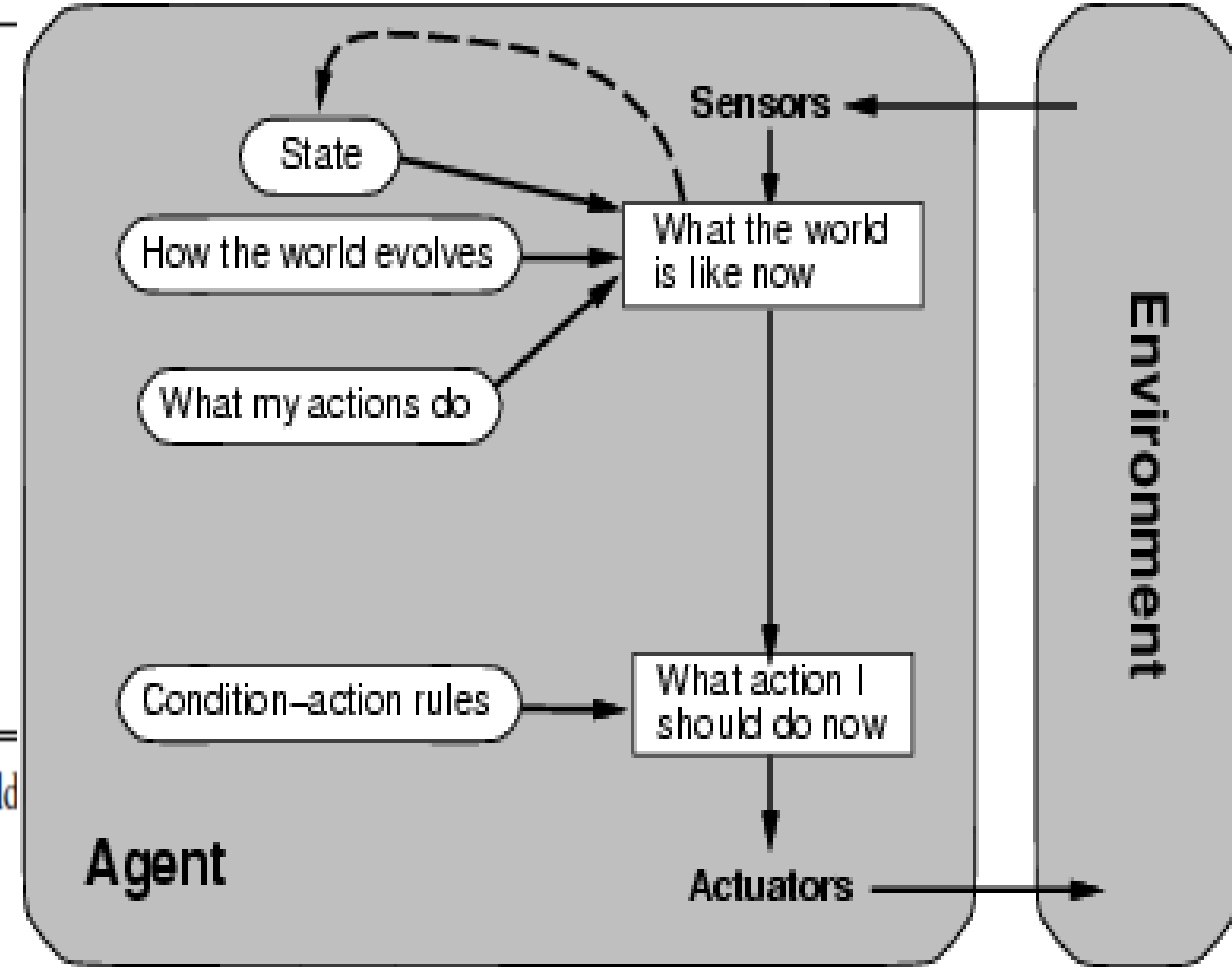 Sensors
State
What the world
is like now
How the world evolves
What my actions do
Environment
Condition–action rules
What action I
should do now
Agent
Actuators